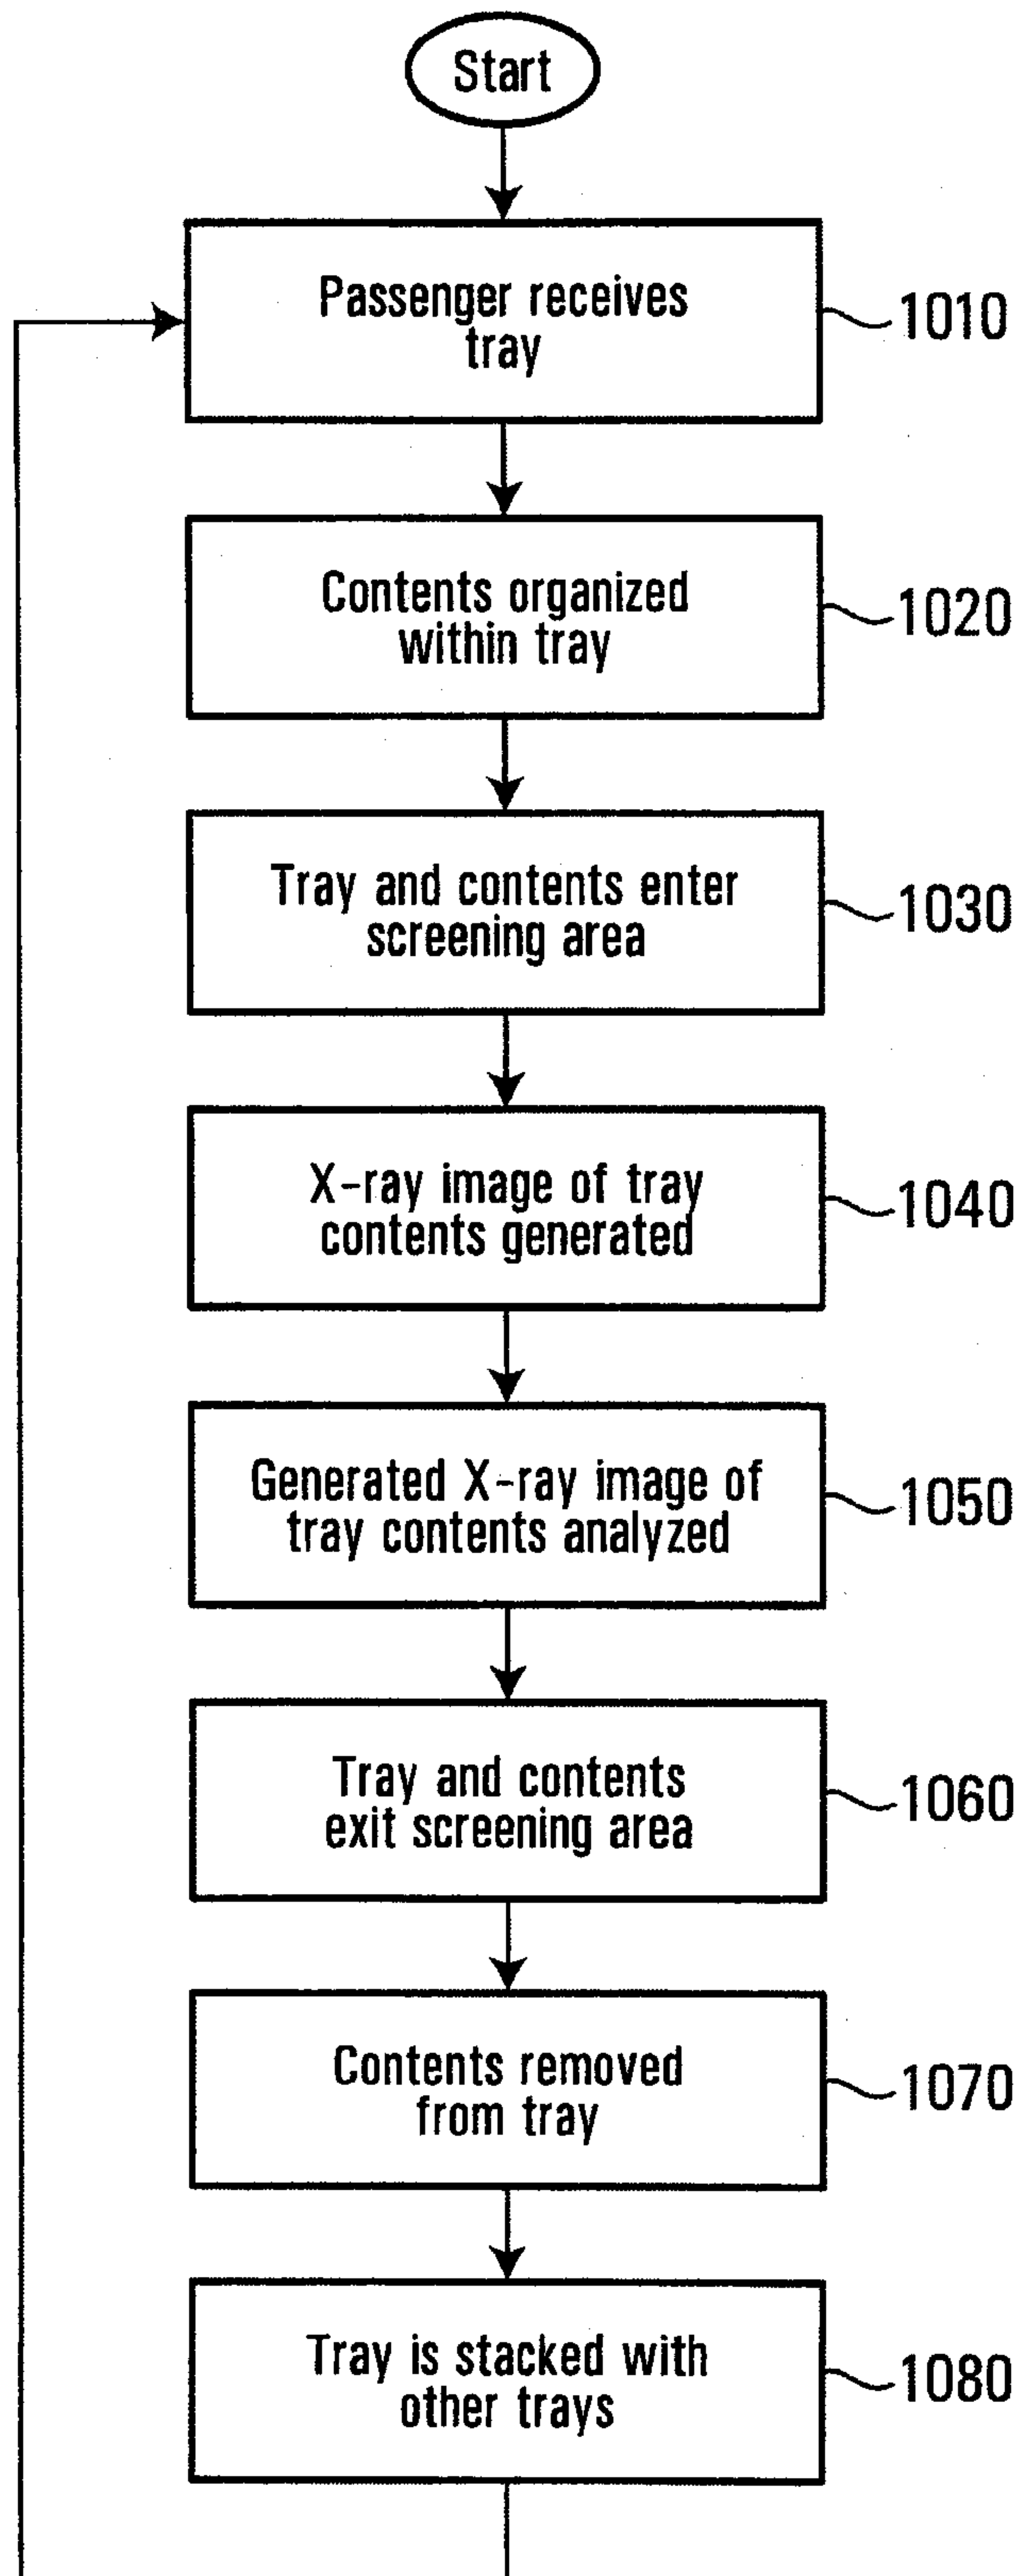 Start
Passenger receives
tray
1010
Contents organized
within tray
1020
Tray and contents enter
screening area
1030
X-ray image of tray
contents generated
1040
Generated X-ray image of
tray contents analyzed
1050
Tray and contents
exit screening area
1060
Contents removed
from tray
1070
Tray is stacked with
other trays
1080